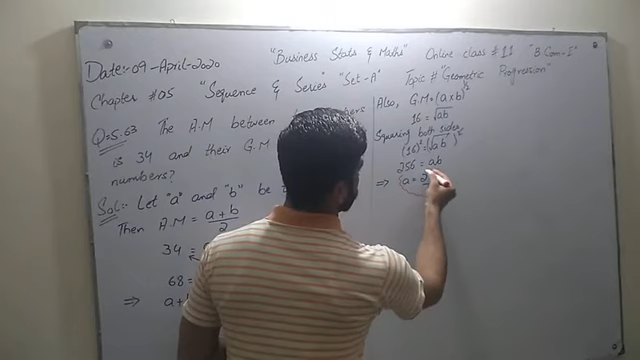 Date:- 09-April-2020
"Business Stats & Maths" Online class # 11 "B.Com-I"
Chapter #05 "Sequence & Series" "Set-A" Topic # "Geometric Progression"
Q=5.63 The A.M between numbers
is 34 and their G.M
numbers?
Sol:- Let "a" and "b" be
Then A.M = a+b/2
34 =
68 =
⇒ a+
Also, G.M = (a x b)^1/2
16 = √ab
Squaring both sides
(16)² = (√ab)²
256 = ab
⇒ a = 2